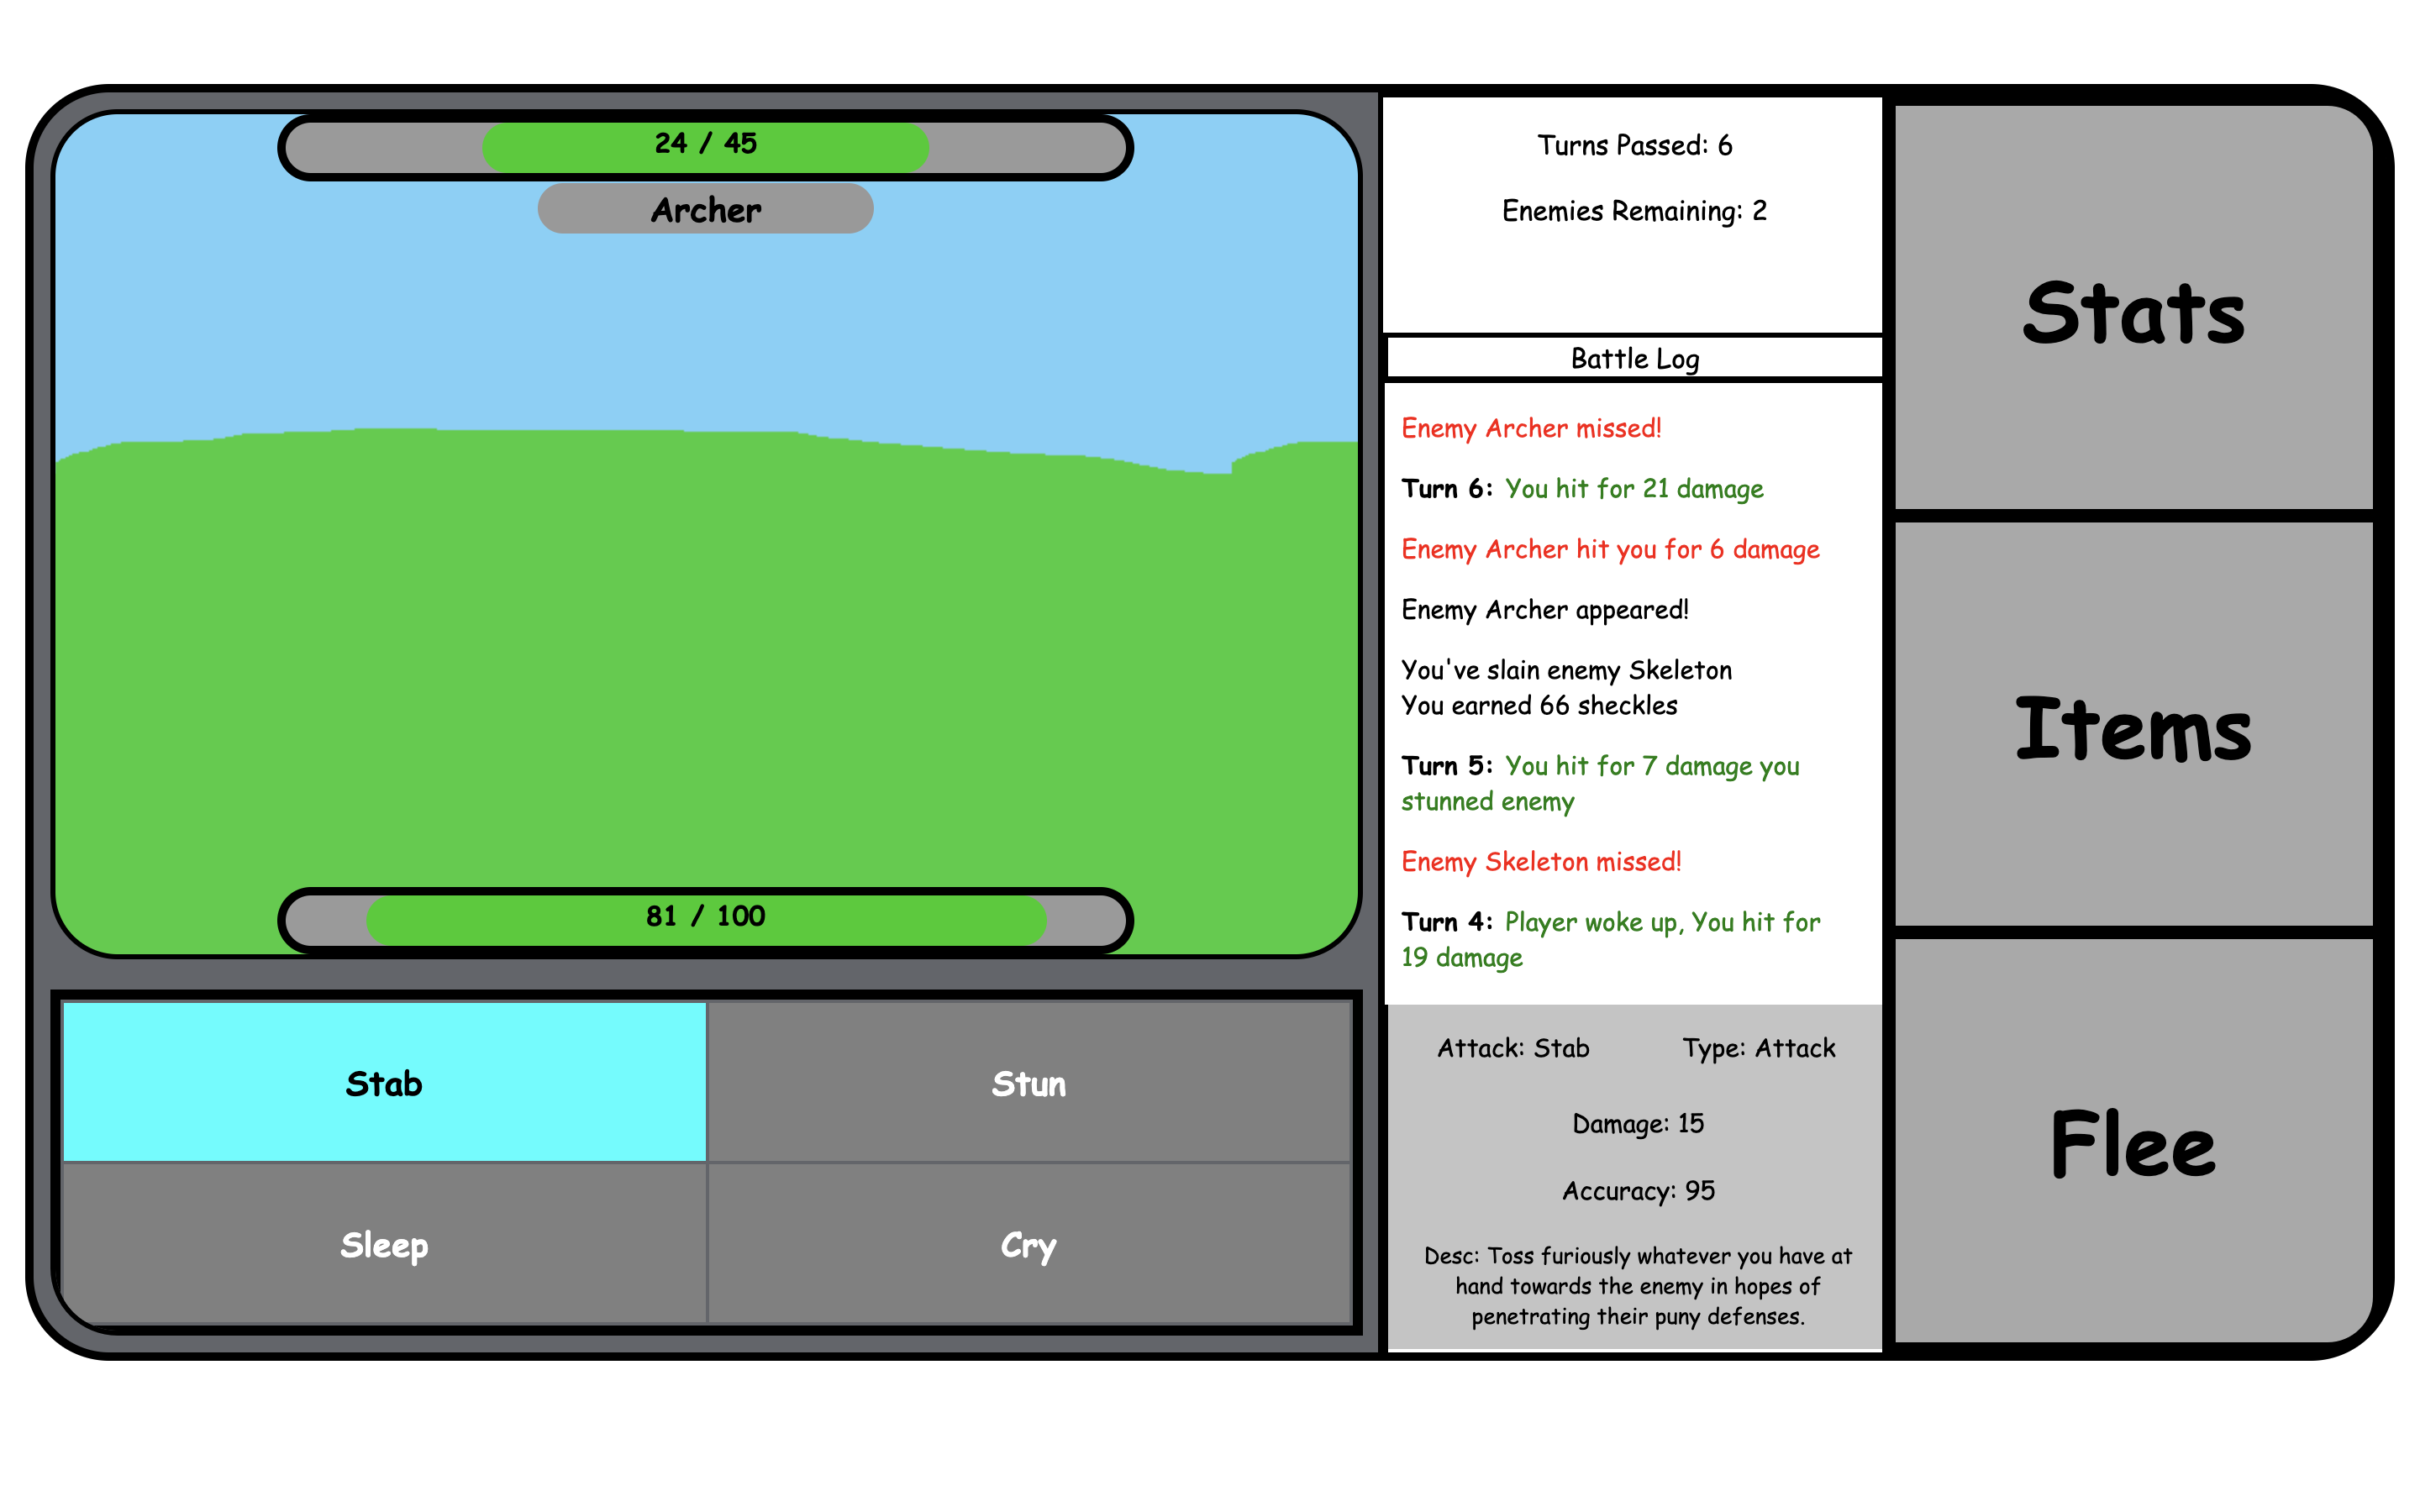 24 / 45
Archer
81 / 100
Stab
Stun
Sleep
Cry
Turns Passed: 6
Enemies Remaining: 2
Battle Log
Enemy Archer missed!
Turn 6: You hit for 21 damage
Enemy Archer hit you for 6 damage
Enemy Archer appeared!
You've slain enemy Skeleton
You earned 66 sheckles
Turn 5: You hit for 7 damage you
stunned enemy
Enemy Skeleton missed!
Turn 4: Player woke up, You hit for
19 damage
Attack: Stab
Type: Attack
Damage: 15
Accuracy: 95
Desc: Toss furiously whatever you have at
hand towards the enemy in hopes of
penetrating their puny defenses.
Stats
Items
Flee